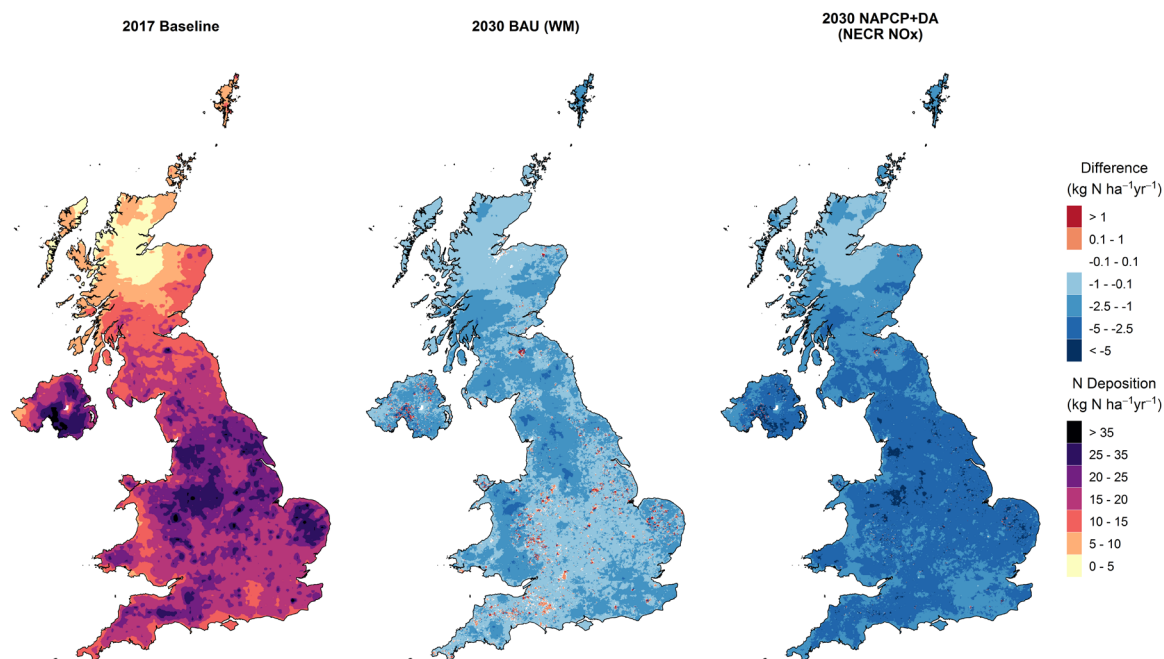 2017 Baseline
2030 BAU (WM)
2030 NAPCP+DA
(NECR NOx)
Difference
(kg N ha⁻¹yr⁻¹)
> 1
0.1 - 1
-0.1 - 0.1
-1 - -0.1
-2.5 - -1
-5 - -2.5
< -5
N Deposition
(kg N ha⁻¹yr⁻¹)
> 35
25 - 35
20 - 25
15 - 20
10 - 15
5 - 10
0 - 5